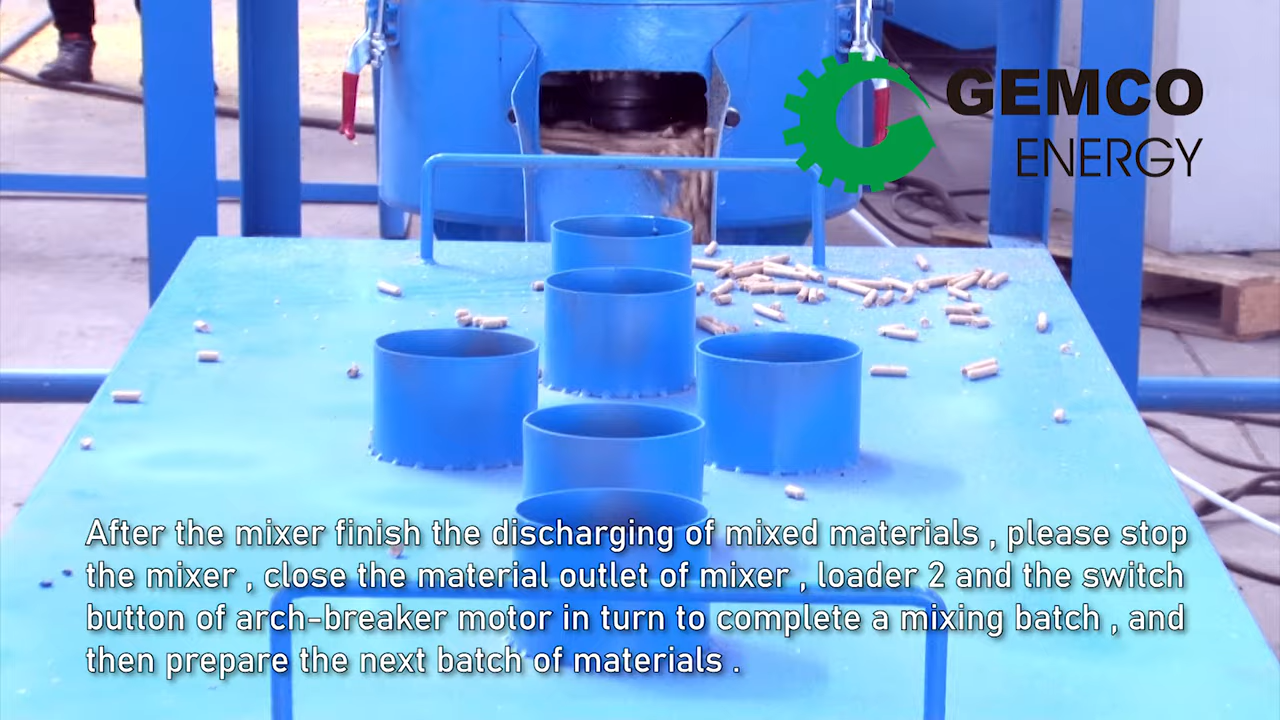 GEMCO
ENERGY
After the mixer finish the discharging of mixed materials , please stop
the mixer , close the material outlet of mixer , loader 2 and the switch
button of arch-breaker motor in turn to complete a mixing batch , and
then prepare the next batch of materials .